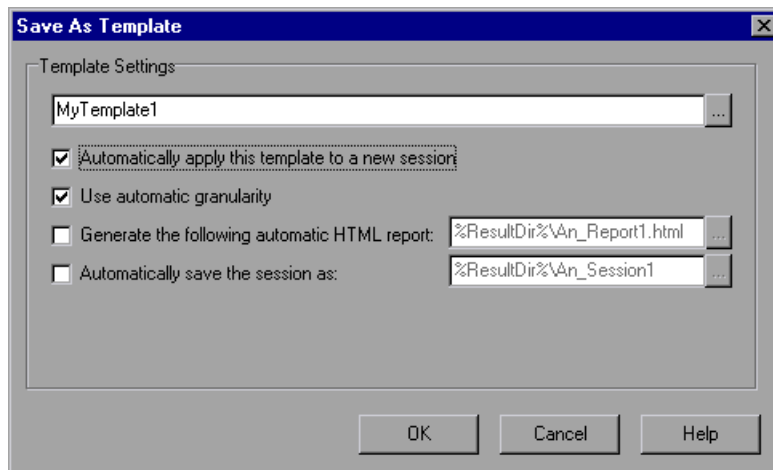 Save As Template
Template Settings
MyTemplate1
...
Automatically apply this template to a new session
Use automatic granularity
Generate the following automatic HTML report: %ResultDir%\An_Report1.html ...
Automatically save the session as: %ResultDir%\An_Session1 ...
OK Cancel Help